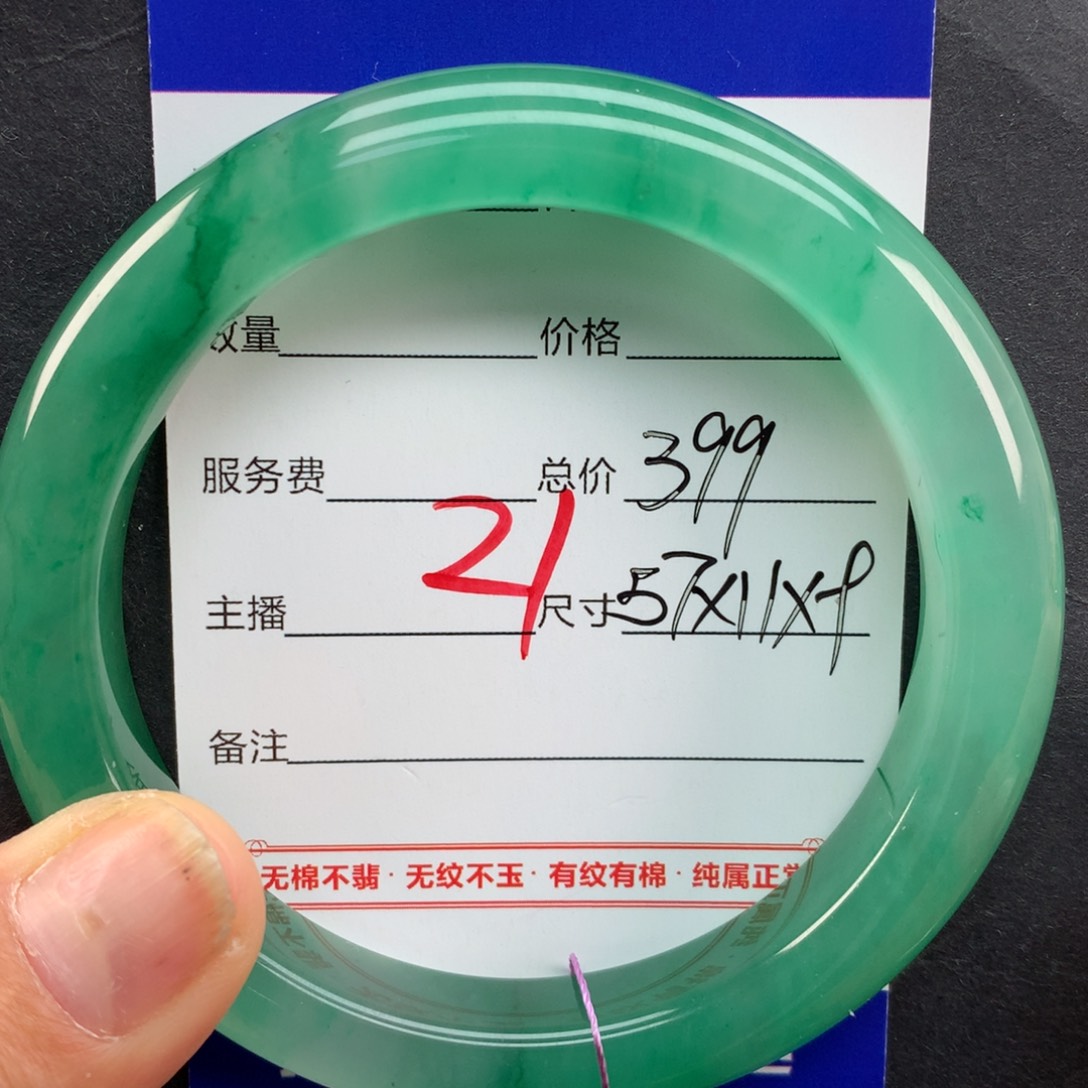 数量 价格
服务费 总价 399
21
主播 尺寸 57x11x9
备注
无棉不翡·无纹不玉·有纹有棉·纯属正常